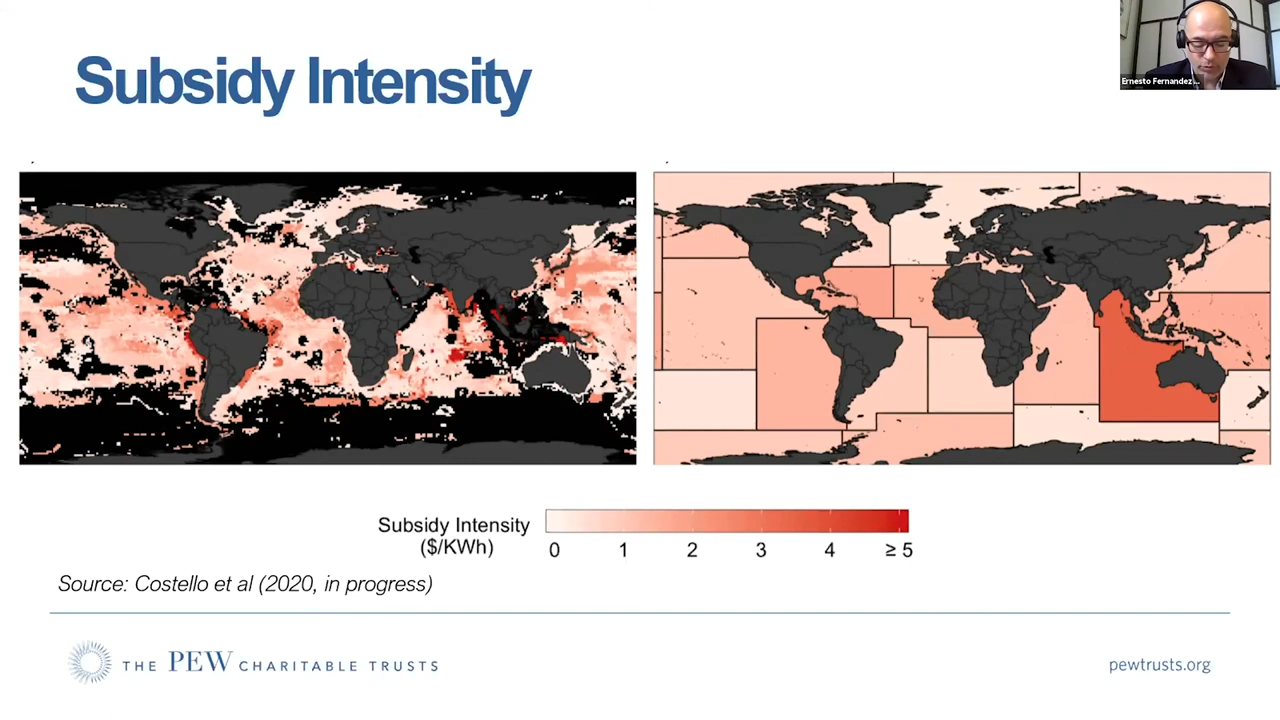 Subsidy Intensity
Ernesto Fernandez ...
Subsidy Intensity
($/KWh)
0 1 2 3 4 ≥ 5
Source: Costello et al (2020, in progress)
THE PEW CHARITABLE TRUSTS
pewtrusts.org